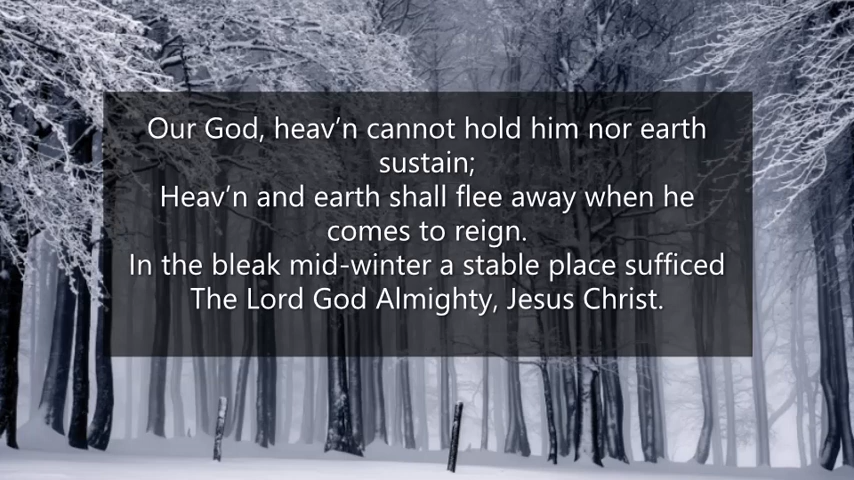 Our God, heav’n cannot hold him nor earth
sustain;
Heav’n and earth shall flee away when he
comes to reign.
In the bleak mid-winter a stable place sufficed
The Lord God Almighty, Jesus Christ.